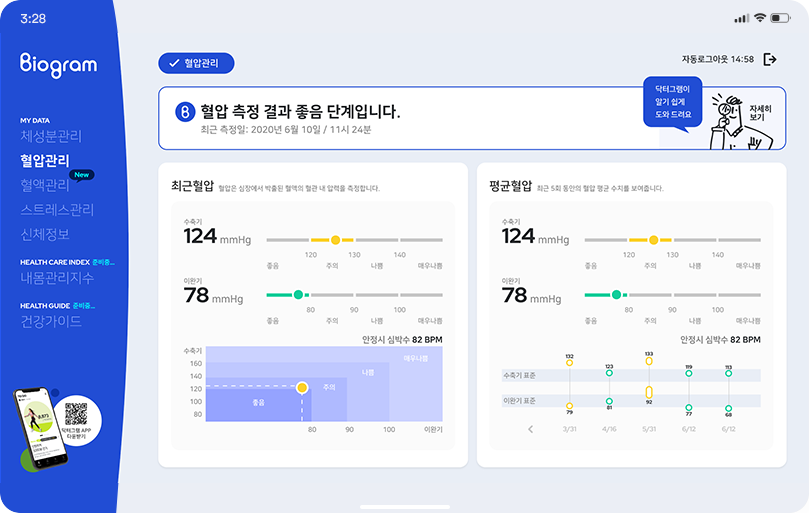 3:28
Biogram
MY DATA
체성분관리
혈압관리
New
혈액관리
스트레스관리
신체정보
HEALTH CARE INDEX 준비중...
내몸관리지수
HEALTH GUIDE 준비중...
건강가이드
닥터그램 APP
다운받기
혈압관리
자동로그아웃 14:58
혈압 측정 결과 좋음 단계입니다.
최근 측정일: 2020년 6월 10일 / 11시 24분
닥터그램이
알기 쉽게
도와 드려요
자세히
보기
최근혈압 혈압은 심장에서 박출된 혈액의 혈관 내 압력을 측정합니다.
수축기
124 mmHg
120 130 140
좋음 주의 나쁨 매우나쁨
이완기
78 mmHg
80 90 100
좋음 주의 나쁨 매우나쁨
안정시 심박수 82 BPM
수축기
160
140
120
100
80
매우나쁨
나쁨
주의
좋음
80 90 100 이완기
평균혈압 최근 5회 동안의 혈압 평균 수치를 보여줍니다.
수축기
124 mmHg
120 130 140
좋음 주의 나쁨 매우나쁨
이완기
78 mmHg
80 90 100
좋음 주의 나쁨 매우나쁨
안정시 심박수 82 BPM
132 123 133 119 113
수축기 표준
이완기 표준
79 81 92 77 68
3/31 4/16 5/31 6/12 6/12